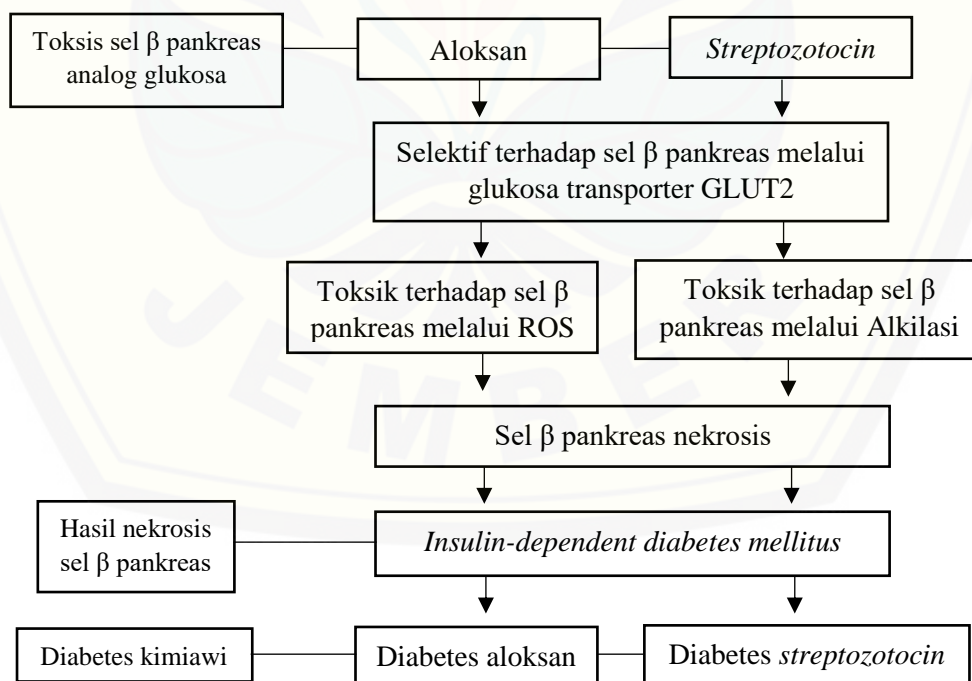 Toksis sel β pankreas
analog glukosa
Aloksan
Streptozotocin
Selektif terhadap sel β pankreas melalui
glukosa transporter GLUT2
Toksik terhadap sel β
pankreas melalui ROS
Toksik terhadap sel β
pankreas melalui Alkilasi
Sel β pankreas nekrosis
Hasil nekrosis
sel β pankreas
Insulin-dependent diabetes mellitus
Diabetes kimiawi
Diabetes aloksan
Diabetes streptozotocin
JEMBER